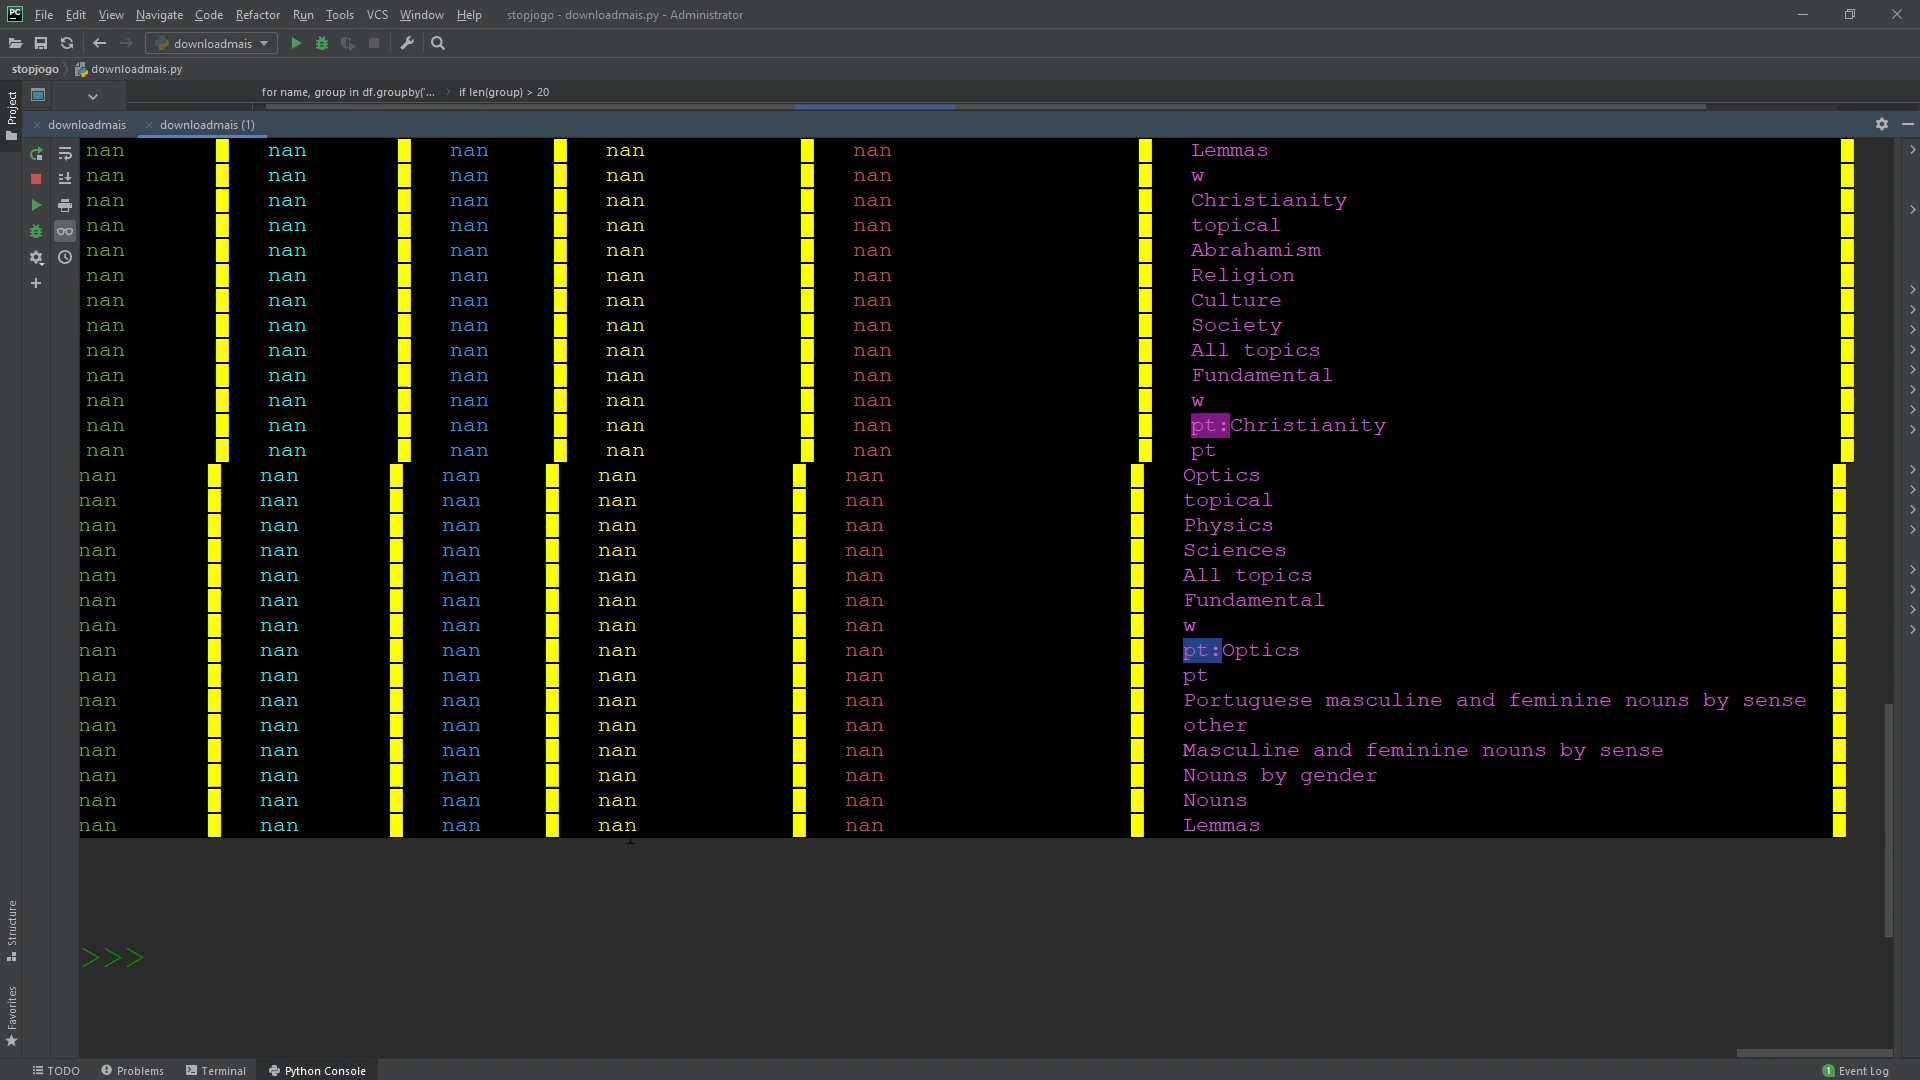 PC File Edit View Navigate Code Refactor Run Tools VCS Window Help stopjogo - downloadmais.py - Administrator
downloadmais
stopjogo downloadmais.py
for name, group in df.groupby('... if len(group) > 20
Project
downloadmais downloadmais (1)
nan nan nan nan nan Lemmas
nan nan nan nan nan w
nan nan nan nan nan Christianity
nan nan nan nan nan topical
nan nan nan nan nan Abrahamism
nan nan nan nan nan Religion
nan nan nan nan nan Culture
nan nan nan nan nan Society
nan nan nan nan nan All topics
nan nan nan nan nan Fundamental
nan nan nan nan nan w
nan nan nan nan nan pt:Christianity
nan nan nan nan nan pt
nan nan nan nan nan Optics
nan nan nan nan nan topical
nan nan nan nan nan Physics
nan nan nan nan nan Sciences
nan nan nan nan nan All topics
nan nan nan nan nan Fundamental
nan nan nan nan nan w
nan nan nan nan nan pt:Optics
nan nan nan nan nan pt
nan nan nan nan nan Portuguese masculine and feminine nouns by sense
nan nan nan nan nan other
nan nan nan nan nan Masculine and feminine nouns by sense
nan nan nan nan nan Nouns by gender
nan nan nan nan nan Nouns
nan nan nan nan nan Lemmas
>>>
Structure
Favorites
TODO Problems Terminal Python Console 1 Event Log